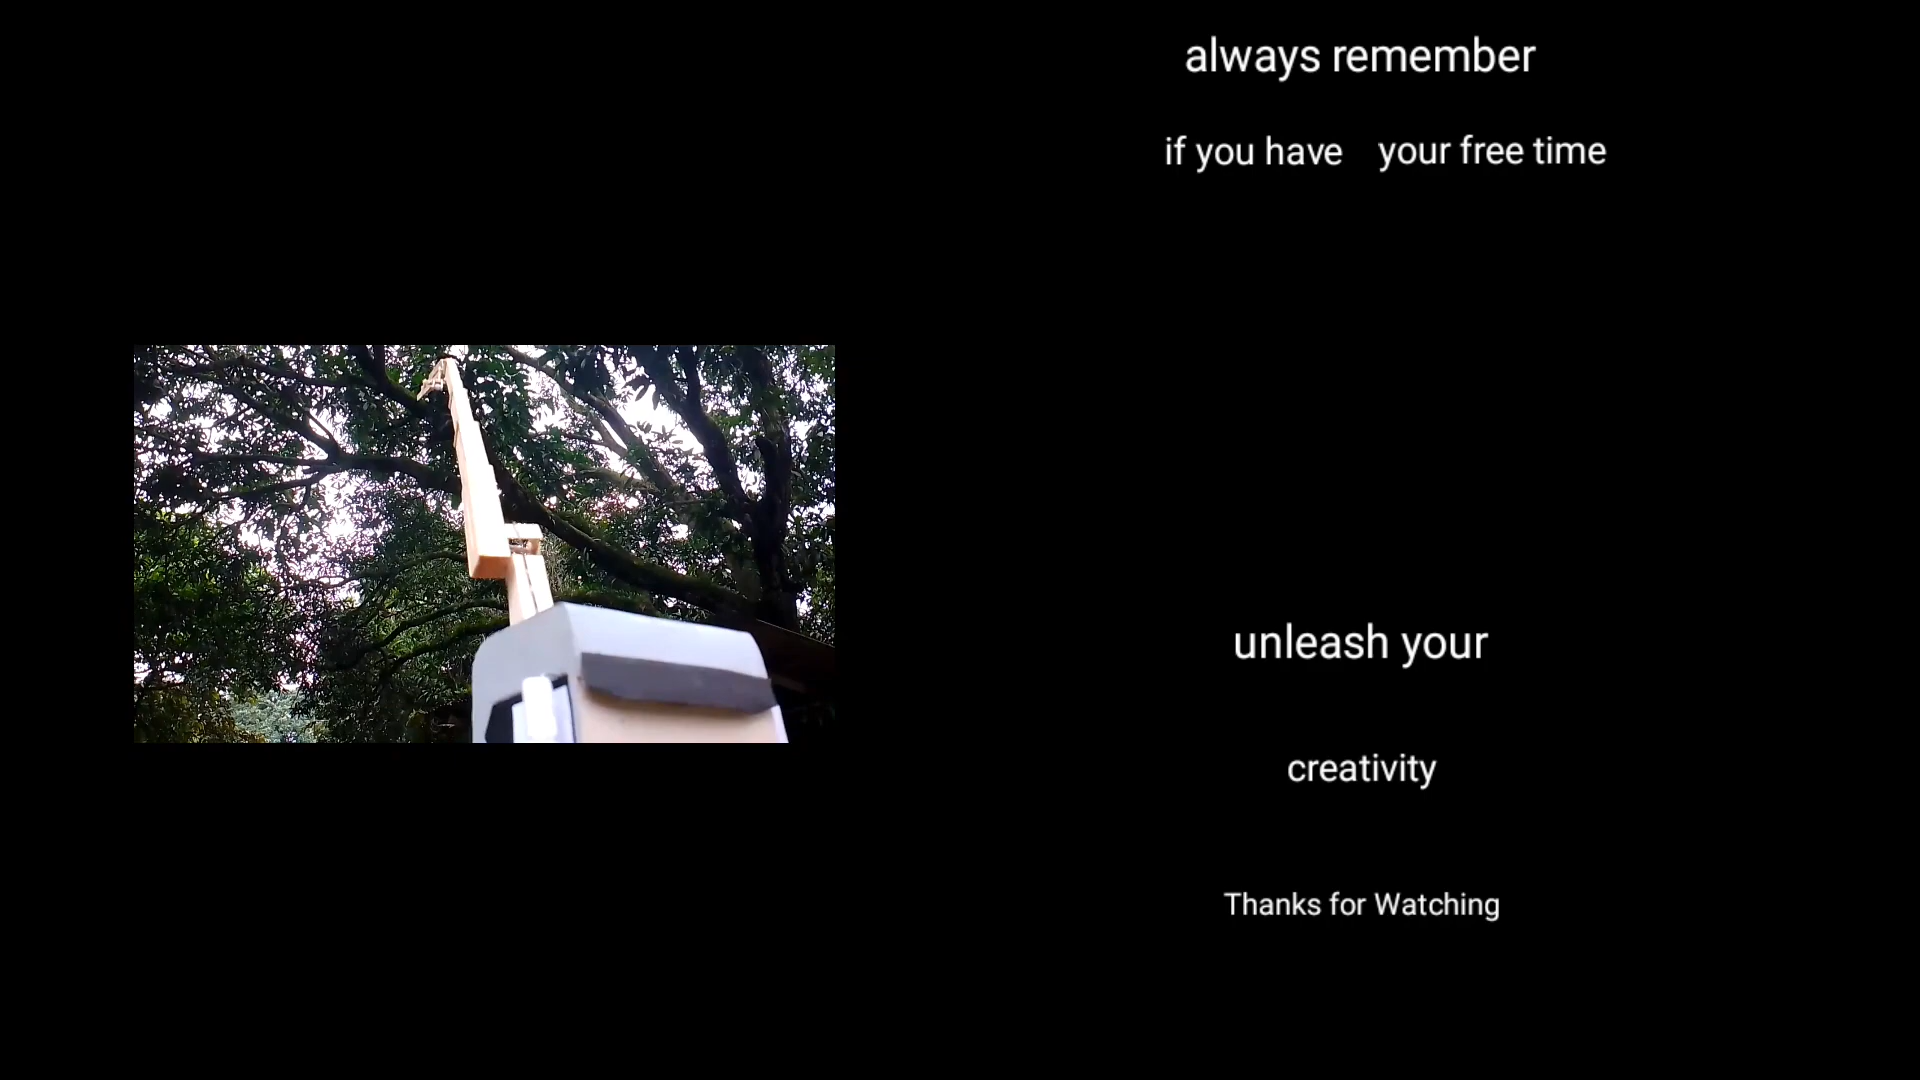 always remember
if you have your free time
unleash your
creativity
Thanks for Watching